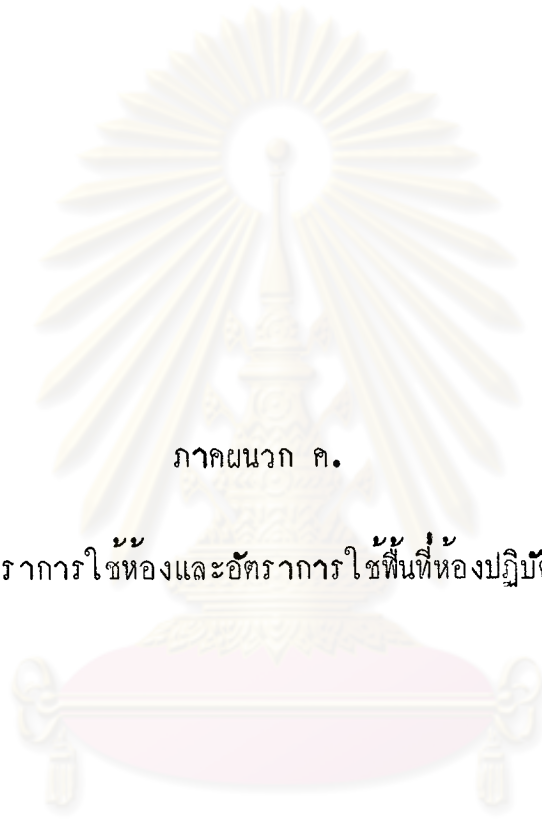 ภาคผนวก ค.
ราการใช้ห้องและอัตราการใช้พื้นที่ห้องปฏิบั